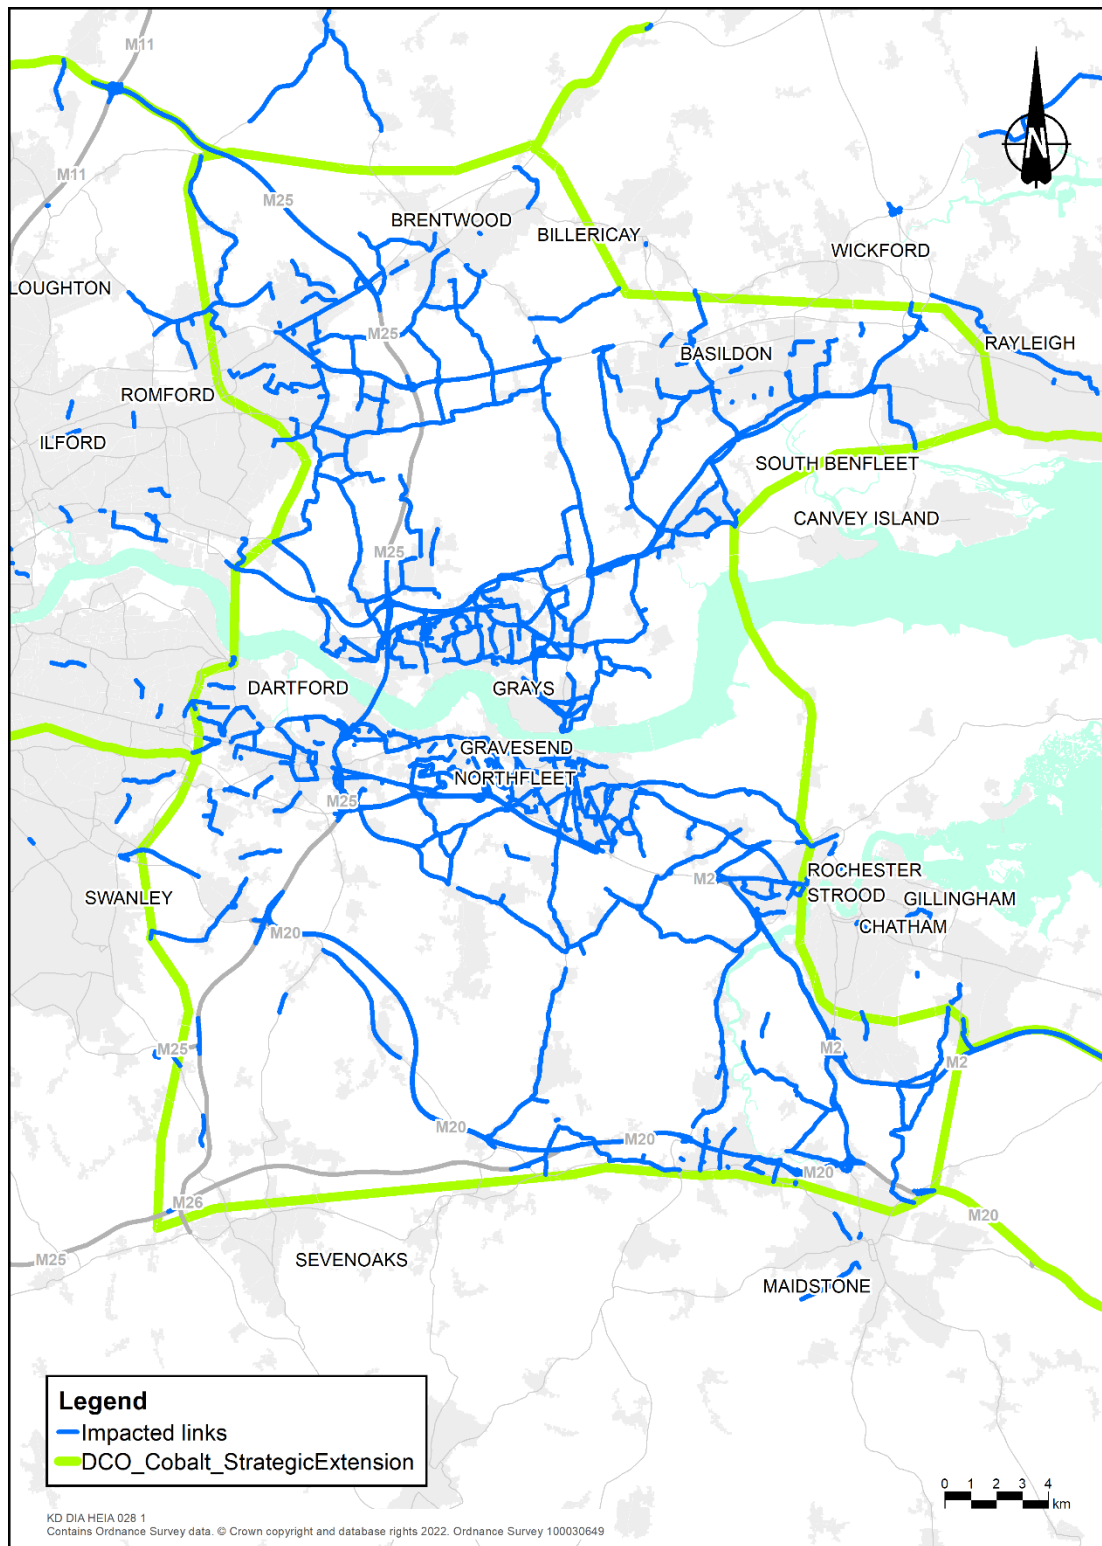 M11
M11
N
M25
BRENTWOOD
BILLERICAY
WICKFORD
LOUGHTON
M25
RAYLEIGH
BASILDON
ROMFORD
ILFORD
SOUTH BENFLEET
CANVEY ISLAND
M25
DARTFORD
GRAYS
GRAVESEND
NORTHFLEET
M25
ROCHESTER
M2
STROOD
SWANLEY
GILLINGHAM
CHATHAM
M20
M25
M2
M2
M20
M20
M20
M26
M20
M25
SEVENOAKS
MAIDSTONE
Legend
Impacted links
DCO_Cobalt_StrategicExtension
0 1 2 3 4
km
KD DIA HEIA 028 1
Contains Ordnance Survey data. © Crown copyright and database rights 2022. Ordnance Survey 100030649